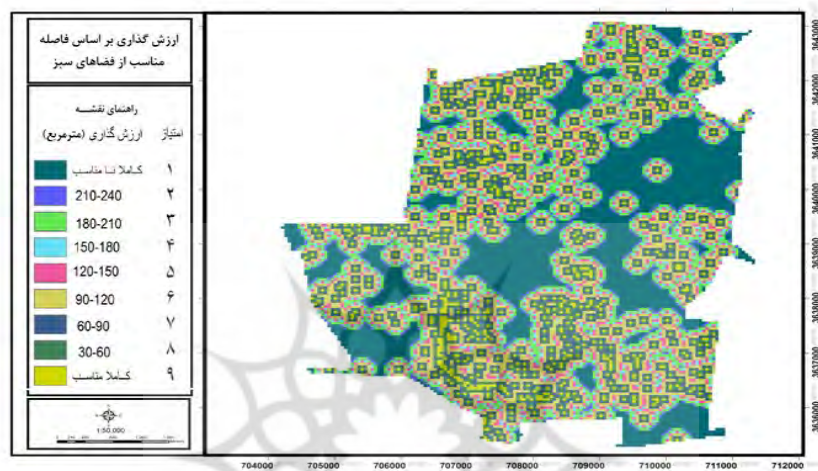 ارزش گذاری بر اساس فاصله
مناسب از فضاهای سبز
راهنمای نقشه
امتیاز ارزش گذاری (مترمربع)
۱ کاملا نا مناسب
۲ 210-240
۳ 180-210
۴ 150-180
۵ 120-150
۶ 90-120
۷ 60-90
۸ 30-60
۹ کاملا مناسب
1:50,000
3643000
3642000
3641000
3640000
3639000
3638000
3637000
3636000
704000 705000 706000 707000 708000 709000 710000 711000 712000